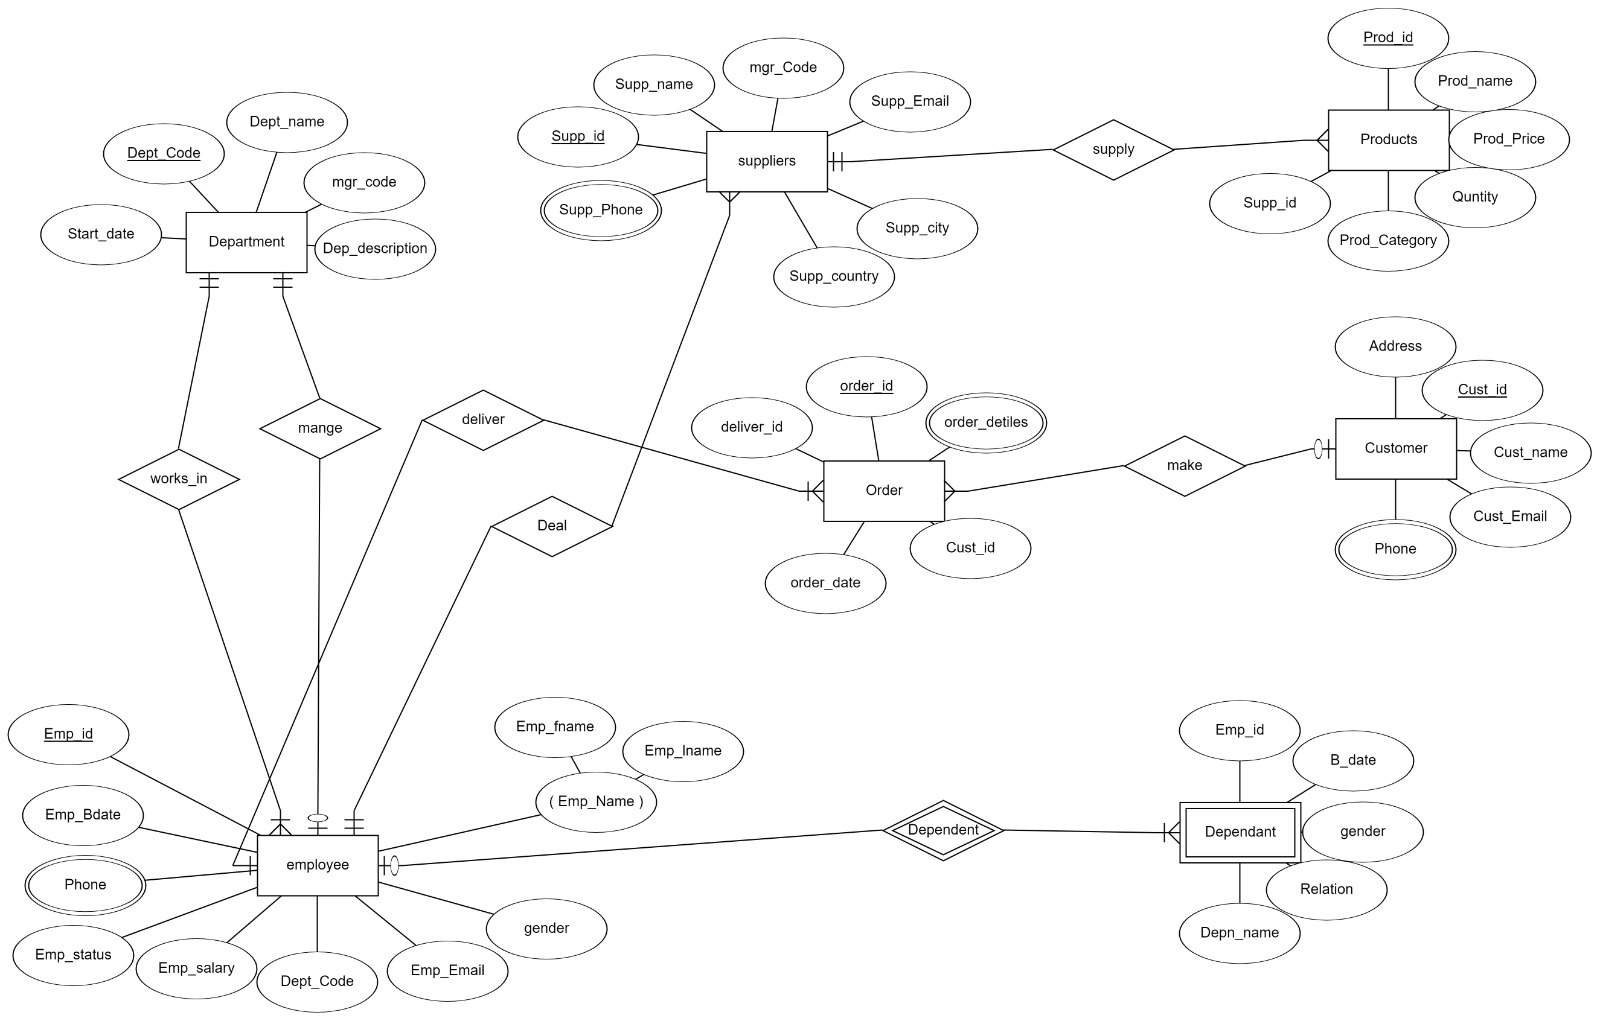 Prod_id
mgr_Code
Supp_name
Prod_name
Supp_Email
Dept_name
Supp_id
Dept_Code
suppliers
supply
Products
Prod_Price
mgr_code
Supp_Phone
Supp_id
Quntity
Start_date
Department
Dep_description
Supp_city
Prod_Category
Supp_country
Address
order_id
Cust_id
deliver
deliver_id
order_detiles
mange
Customer
Cust_name
works_in
Order
make
Deal
Cust_Email
Cust_id
Phone
order_date
Emp_id
Emp_fname
Emp_lname
Emp_id
B_date
Emp_Bdate
( Emp_Name )
Dependent
Dependant
gender
employee
Phone
Relation
gender
Depn_name
Emp_status
Emp_salary
Dept_Code
Emp_Email